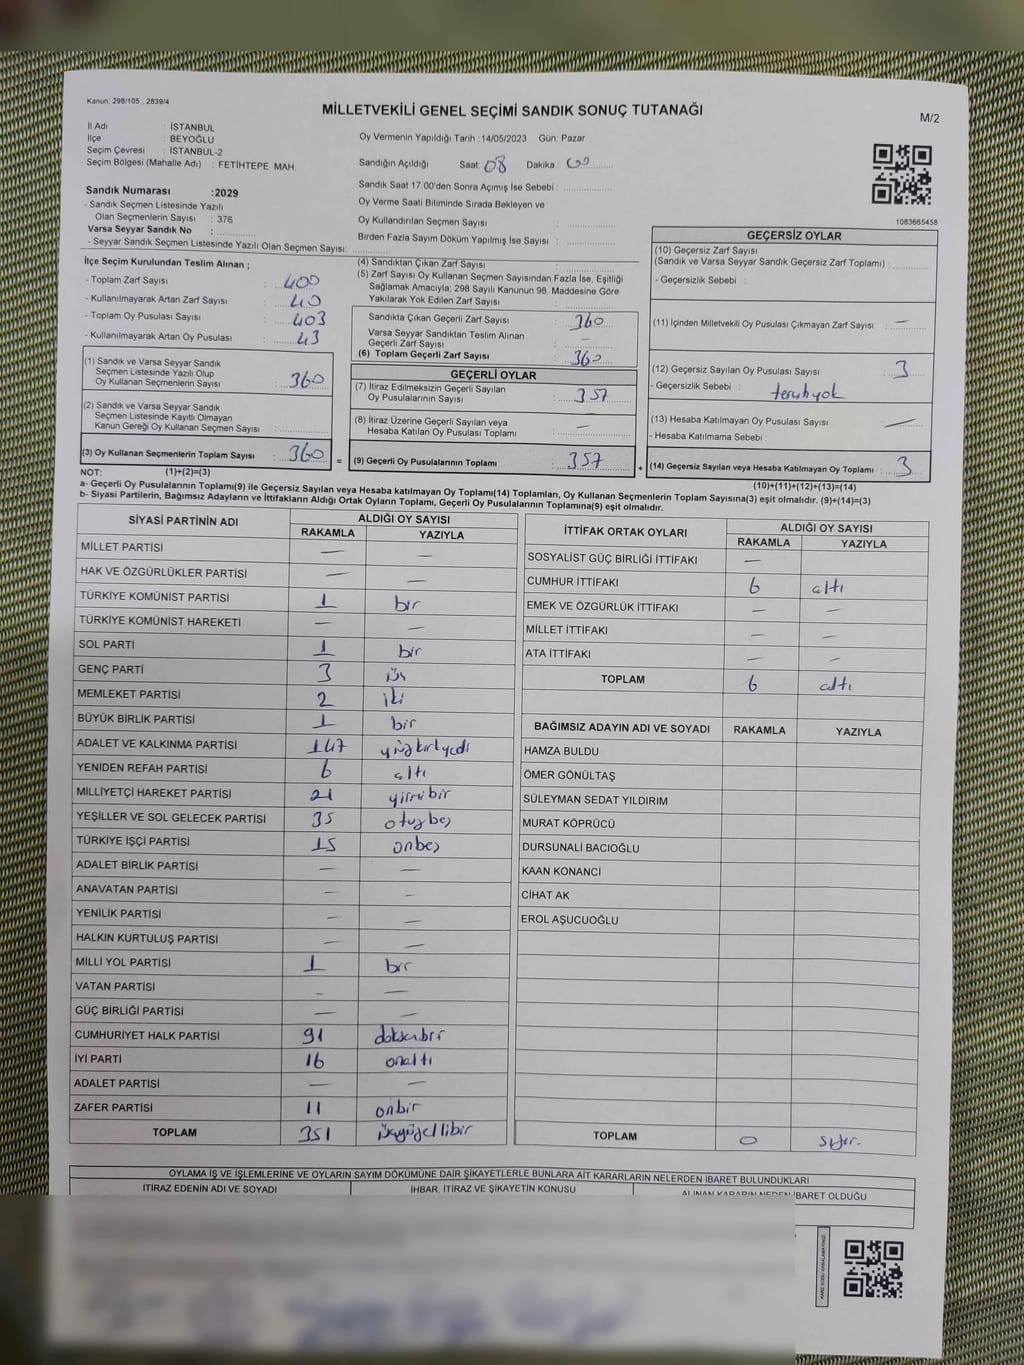 Kanun: 298/105 , 2839/4
MİLLETVEKİLİ GENEL SEÇİMİ SANDIK SONUÇ TUTANAĞI
M/2
İl Adı : İSTANBUL
İlçe : BEYOĞLU
Seçim Çevresi : İSTANBUL-2
Seçim Bölgesi (Mahalle Adı) : FETİHTEPE MAH.
Oy Vermenin Yapıldığı Tarih :14/05/2023 Gün: Pazar
Sandığın Açıldığı Saat: 08 Dakika: 00
Sandık Saat 17:00'den Sonra Açımış İse Sebebi :
Oy Verme Saati Bitiminde Sırada Bekleyen ve
Oy Kullandırılan Seçmen Sayısı :
Birden Fazla Sayım Döküm Yapılmış İse Sayısı :
Sandık Numarası :2029
- Sandık Seçmen Listesinde Yazılı
Olan Seçmenlerin Sayısı : 376
Varsa Seyyar Sandık No :
- Seyyar Sandık Seçmen Listesinde Yazılı Olan Seçmen Sayısı:
1083665458
İlçe Seçim Kurulundan Teslim Alınan ;
- Toplam Zarf Sayısı : 400
- Kullanılmayarak Artan Zarf Sayısı : 40
- Toplam Oy Pusulası Sayısı : 403
- Kullanılmayarak Artan Oy Pusulası : 43
(1) Sandık ve Varsa Seyyar Sandık
Seçmen Listesinde Yazılı Olup
Oy Kullanan Seçmenlerin Sayısı : 360
(2) Sandık ve Varsa Seyyar Sandık
Seçmen Listesinde Kayıtlı Olmayan
Kanun Gereği Oy Kullanan Seçmen Sayısı :
(3) Oy Kullanan Seçmenlerin Toplam Sayısı : 360
(4) Sandıktan Çıkan Zarf Sayısı :
(5) Zarf Sayısı Oy Kullanan Seçmen Sayısından Fazla İse, Eşitliği
Sağlamak Amacıyla; 298 Sayılı Kanunun 98. Maddesine Göre
Yakılarak Yok Edilen Zarf Sayısı :
Sandıkta Çıkan Geçerli Zarf Sayısı : 360
Varsa Seyyar Sandıktan Teslim Alınan
Geçerli Zarf Sayısı : —
(6) Toplam Geçerli Zarf Sayısı : 360
GEÇERLİ OYLAR
(7) İtiraz Edilmeksizin Geçerli Sayılan
Oy Pusulalarının Sayısı : 357
(8) İtiraz Üzerine Geçerli Sayılan veya
Hesaba Katılan Oy Pusulası Toplamı : —
= (9) Geçerli Oy Pusulalarının Toplamı : 357
GEÇERSİZ OYLAR
(10) Geçersiz Zarf Sayısı
(Sandık ve Varsa Seyyar Sandık Geçersiz Zarf Toplamı) :
- Geçersizlik Sebebi :
(11) İçinden Milletvekili Oy Pusulası Çıkmayan Zarf Sayısı : —
(12) Geçersiz Sayılan Oy Pusulası Sayısı : 3
- Geçersizlik Sebebi :
(13) Hesaba Katılmayan Oy Pusulası Sayısı : —
- Hesaba Katılmama Sebebi :
+ (14) Geçersiz Sayılan veya Hesaba Katılmayan Oy Toplamı : 3
NOT: (1)+(2)=(3)
(10)+(11)+(12)+(13)=(14)
a- Geçerli Oy Pusulalarının Toplamı(9) ile Geçersiz Sayılan veya Hesaba katılmayan Oy Toplamı(14) Toplamları, Oy Kullanan Seçmenlerin Toplam Sayısına(3) eşit olmalıdır. (9)+(14)=(3)
b- Siyasi Partilerin, Bağımsız Adayların ve İttifakların Aldığı Ortak Oyların Toplamı, Geçerli Oy Pusulalarının Toplamına(9) eşit olmalıdır.
SİYASİ PARTİNİN ADI ALDIĞI OY SAYISI
RAKAMLA YAZIYLA
MİLLET PARTİSİ — —
HAK VE ÖZGÜRLÜKLER PARTİSİ — —
TÜRKİYE KOMÜNİST PARTİSİ 1 bir
TÜRKİYE KOMÜNİST HAREKETİ — —
SOL PARTİ 1 bir
GENÇ PARTİ 3 üç
MEMLEKET PARTİSİ 2 iki
BÜYÜK BİRLİK PARTİSİ 1 bir
ADALET VE KALKINMA PARTİSİ 147 yüzkırkyedi
YENİDEN REFAH PARTİSİ 6 altı
MİLLİYETÇİ HAREKET PARTİSİ 21 yirmibir
YEŞİLLER VE SOL GELECEK PARTİSİ 35 otuzbeş
TÜRKİYE İŞÇİ PARTİSİ 15 onbeş
ADALET BİRLİK PARTİSİ — —
ANAVATAN PARTİSİ — —
YENİLİK PARTİSİ — —
HALKIN KURTULUŞ PARTİSİ — —
MİLLİ YOL PARTİSİ 1 bir
VATAN PARTİSİ — —
GÜÇ BİRLİĞİ PARTİSİ — —
CUMHURİYET HALK PARTİSİ 91 doksanbir
İYİ PARTİ 16 onaltı
ADALET PARTİSİ — —
ZAFER PARTİSİ 11 onbir
TOPLAM 351 üçyüzellibir
İTTİFAK ORTAK OYLARI ALDIĞI OY SAYISI
RAKAMLA YAZIYLA
SOSYALİST GÜÇ BİRLİĞİ İTTİFAKI —
CUMHUR İTTİFAKI 6 altı
EMEK VE ÖZGÜRLÜK İTTİFAKI — —
MİLLET İTTİFAKI — —
ATA İTTİFAKI — —
TOPLAM 6 altı
BAĞIMSIZ ADAYIN ADI VE SOYADI RAKAMLA YAZIYLA
HAMZA BULDU
ÖMER GÖNÜLTAŞ
SÜLEYMAN SEDAT YILDIRIM
MURAT KÖPRÜCÜ
DURSUNALİ BACIOĞLU
KAAN KONANCİ
CİHAT AK
EROL AŞUCUOĞLU
TOPLAM 0 sıfır.
OYLAMA İŞ VE İŞLEMLERİNE VE OYLARIN SAYIM DÖKÜMÜNE DAİR ŞİKAYETLERLE BUNLARA AİT KARARLARIN NELERDEN İBARET BULUNDUKLARI
İTİRAZ EDENİN ADI VE SOYADI İHBAR, İTİRAZ VE ŞİKAYETİN KONUSU ALINAN KARARIN NEDEN İBARET OLDUĞU